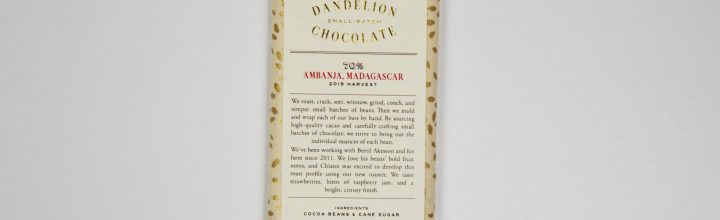 DANDELION
SMALL-BATCH
CHOCOLATE
70%
AMBANJA, MADAGASCAR
2015 HARVEST
We roast, crack, sort, winnow, grind, conch, and
temper small batches of beans. Then we mold
and wrap each of our bars by hand. By sourcing
high-quality cacao and carefully crafting small
batches of chocolate, we strive to bring out the
individual nuances of each bean.
We've been working with Bertil Akesson and his
farm since 2011. We love his beans' bold fruit
notes, and Chiann was excited to develop this
roast profile using our new roaster. We taste
strawberries, hints of raspberry jam, and a
bright, citrusy finish.
INGREDIENTS
COCOA BEANS & CANE SUGAR